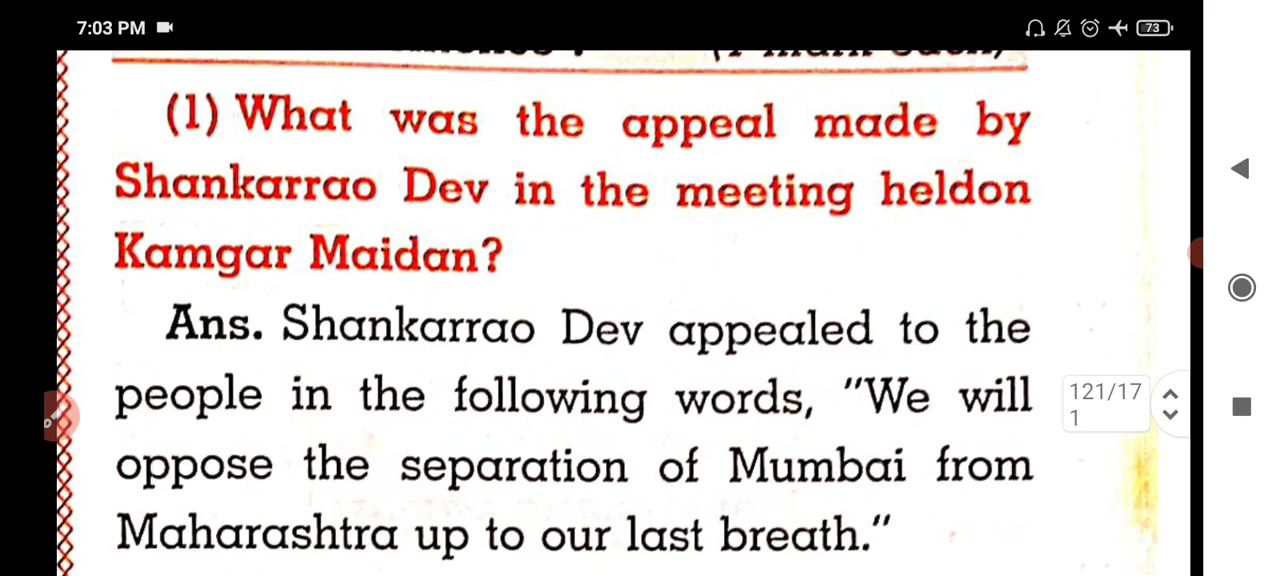 7:03 PM
73
(1) What was the appeal made by
Shankarrao Dev in the meeting heldon
Kamgar Maidan?
Ans. Shankarrao Dev appealed to the
people in the following words, "We will
121/17
1
oppose the separation of Mumbai from
Maharashtra up to our last breath."